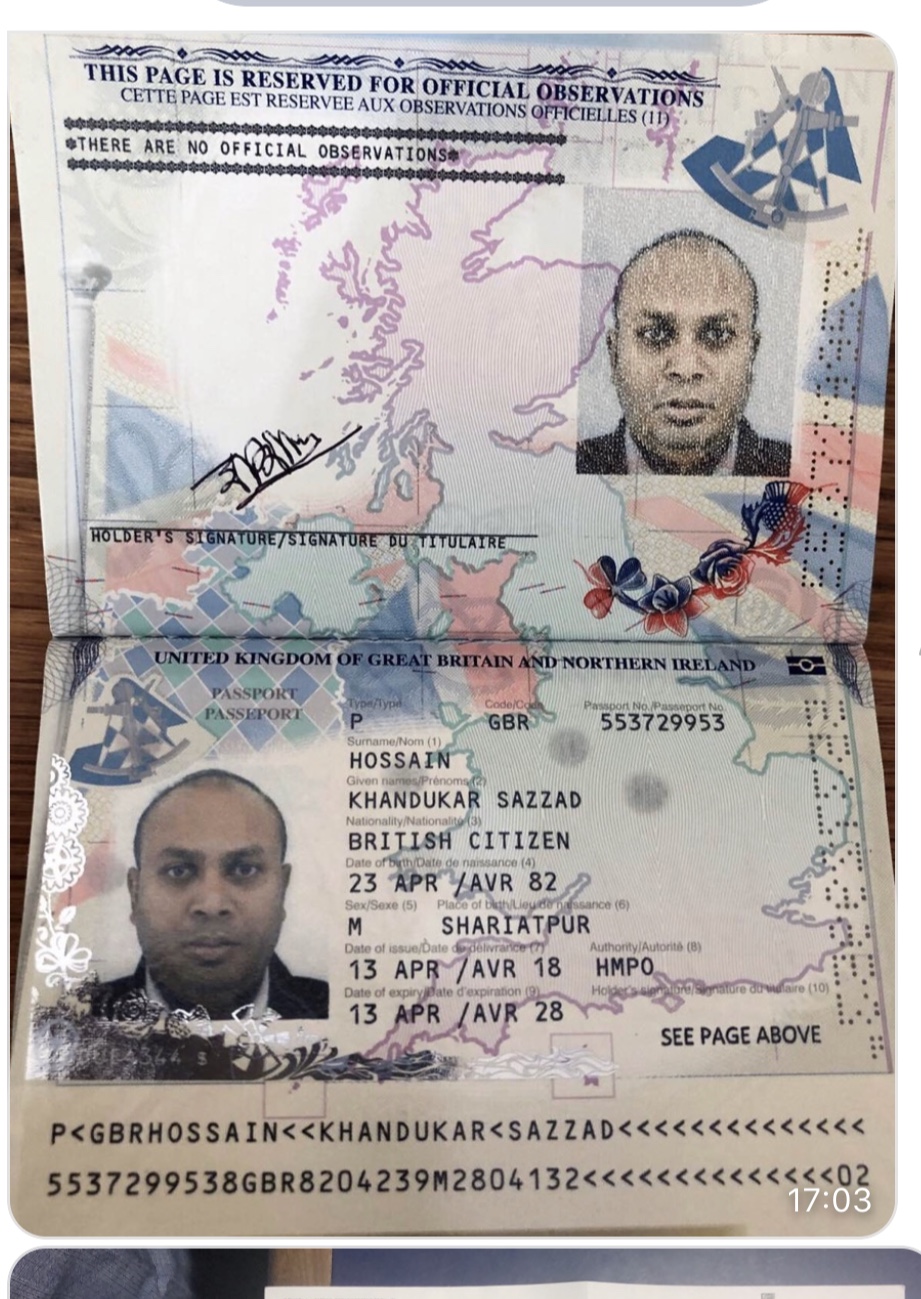 THIS PAGE IS RESERVED FOR OFFICIAL OBSERVATIONS
CETTE PAGE EST RESERVEE AUX OBSERVATIONS OFFICIELLES (11)
*THERE ARE NO OFFICIAL OBSERVATIONS*
HOLDER'S SIGNATURE/SIGNATURE DU TITULAIRE
UNITED KINGDOM OF GREAT BRITAIN AND NORTHERN IRELAND
PASSPORT
PASSEPORT
Type/Type Code/Code Passport No./Passeport No.
P GBR 553729953
Surname/Nom (1)
HOSSAIN
Given names/Prénoms (2)
KHANDUKAR SAZZAD
Nationality/Nationalité (3)
BRITISH CITIZEN
Date of birth/Date de naissance (4)
23 APR /AVR 82
Sex/Sexe (5) Place of birth/Lieu de naissance (6)
M SHARIATPUR
Date of issue/Date de délivrance (7) Authority/Autorité (8)
13 APR /AVR 18 HMPO
Date of expiry/Date d'expiration (9) Holder's signature/Signature du titulaire (10)
13 APR /AVR 28
SEE PAGE ABOVE
P<GBRHOSSAIN<<KHANDUKAR<SAZZAD<<<<<<<<<<<<<<
5537299538GBR8204239M2804132<<<<<<<<<<<<<<02
17:03